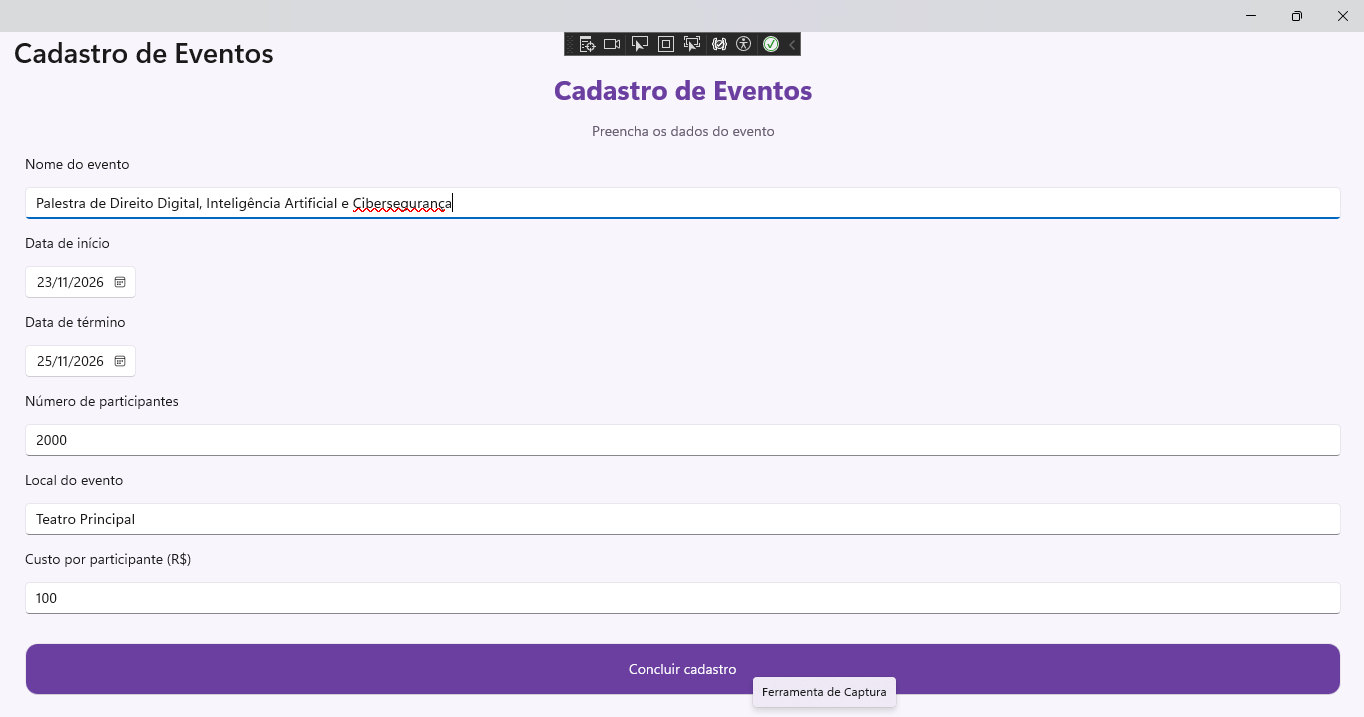 Cadastro de Eventos
Cadastro de Eventos
Preencha os dados do evento
Nome do evento
Palestra de Direito Digital, Inteligência Artificial e Cibersegurança
Data de início
23/11/2026
Data de término
25/11/2026
Número de participantes
2000
Local do evento
Teatro Principal
Custo por participante (R$)
100
Concluir cadastro
Ferramenta de Captura